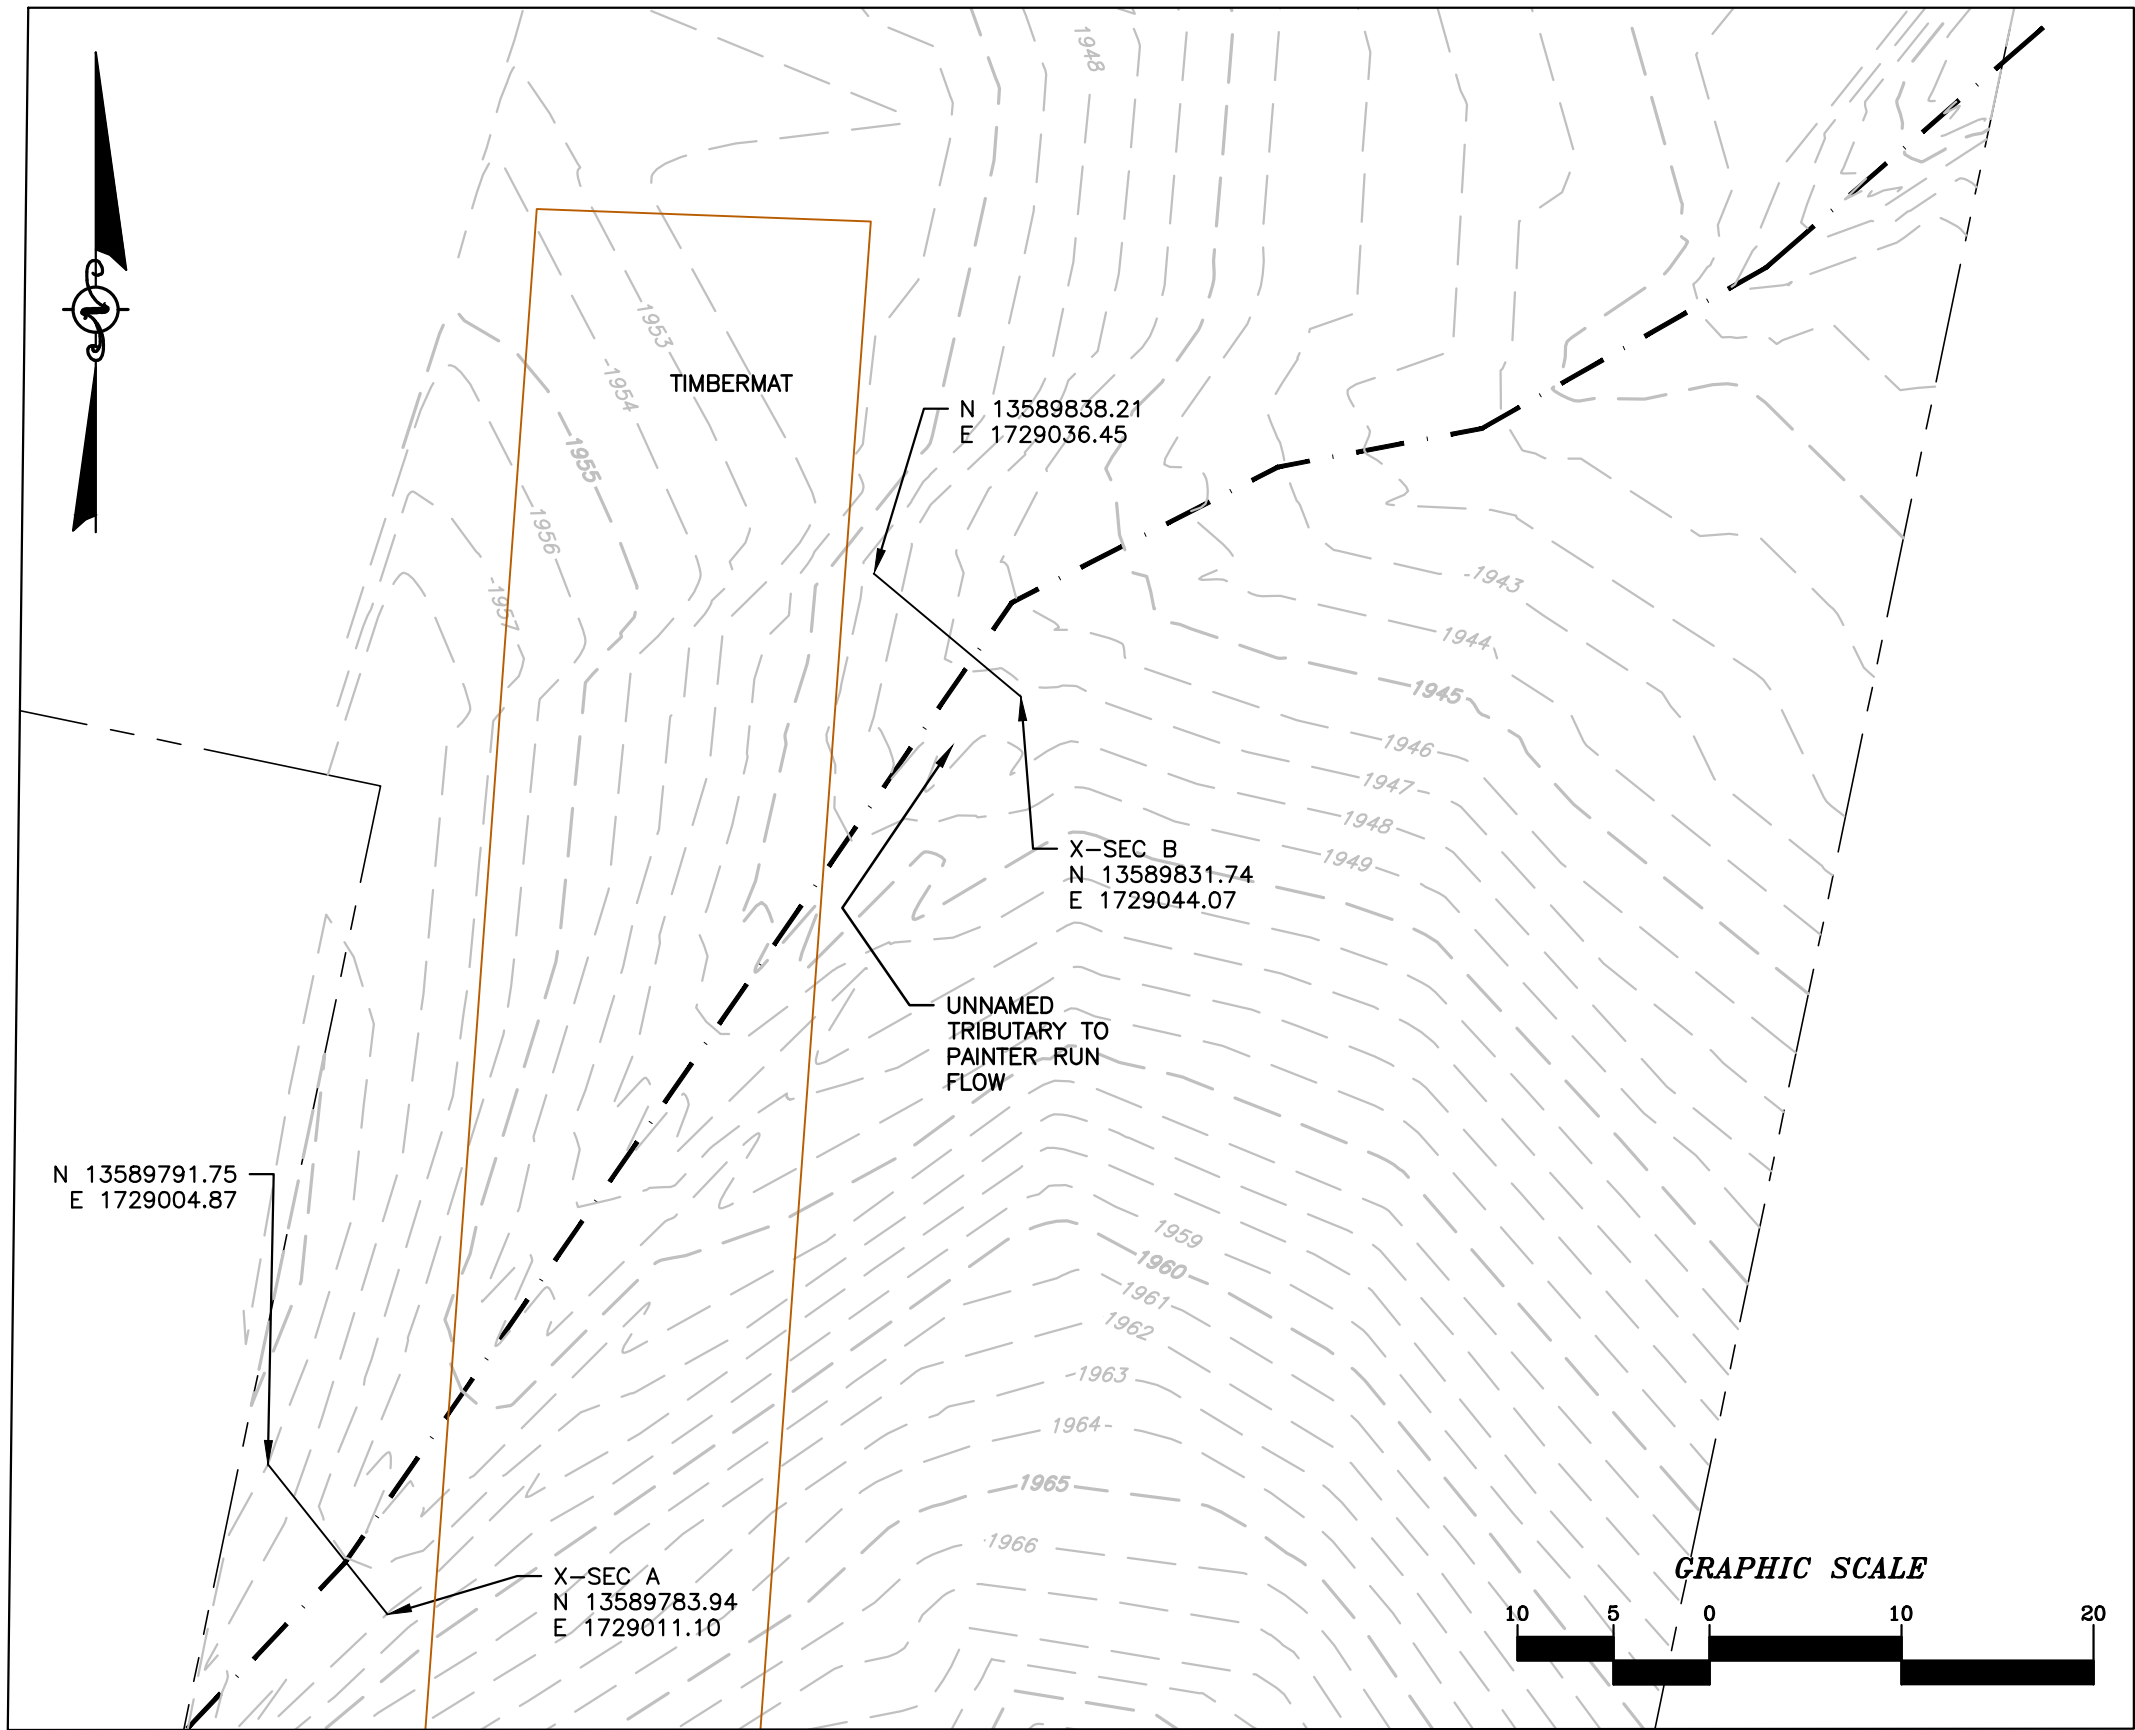 1948
1953
TIMBERMAT
1954
N 13589838.21
E 1729036.45
1955
1956
1957
1943
1944
1945
1946
1947
1948
1949
X-SEC B
N 13589831.74
E 1729044.07
UNNAMED
TRIBUTARY TO
PAINTER RUN
FLOW
N 13589791.75
E 1729004.87
1959
1960
1961
1962
1963
1964
1965
1966
X-SEC A
N 13589783.94
E 1729011.10
GRAPHIC SCALE
10 5 0 10 20
N